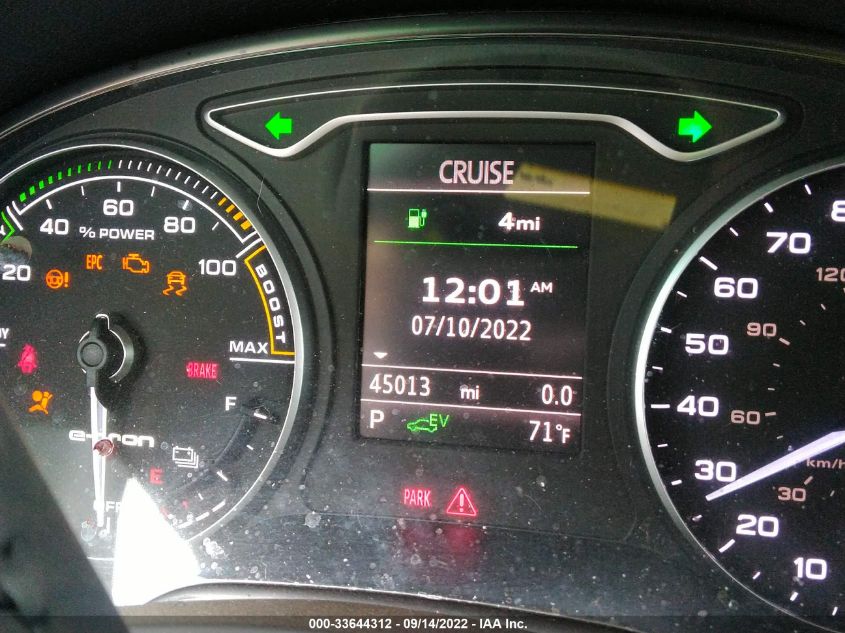 CRUISE
4mi
12:01 AM
07/10/2022
45013 mi 0.0
P EV 71°F
20 40 60 80 100
% POWER
EPC
BOOST
MAX
BRAKE
F
e-tron
E
PARK
80
70
60
50
40
30
20
10
120
90
60
30
km/h
000-33644312 - 09/14/2022 - IAA Inc.